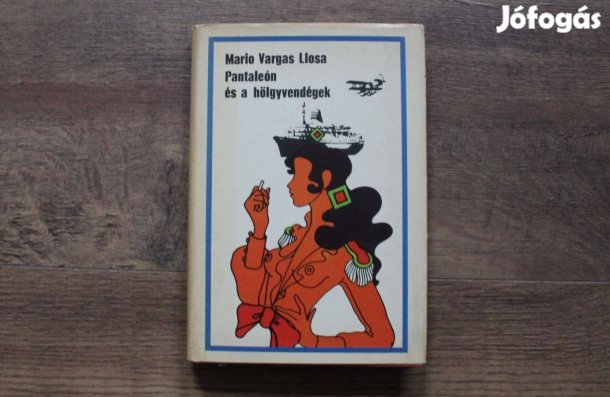 Jófogás
Mario Vargas Llosa
Pantaleón
és a hölgyvendégek